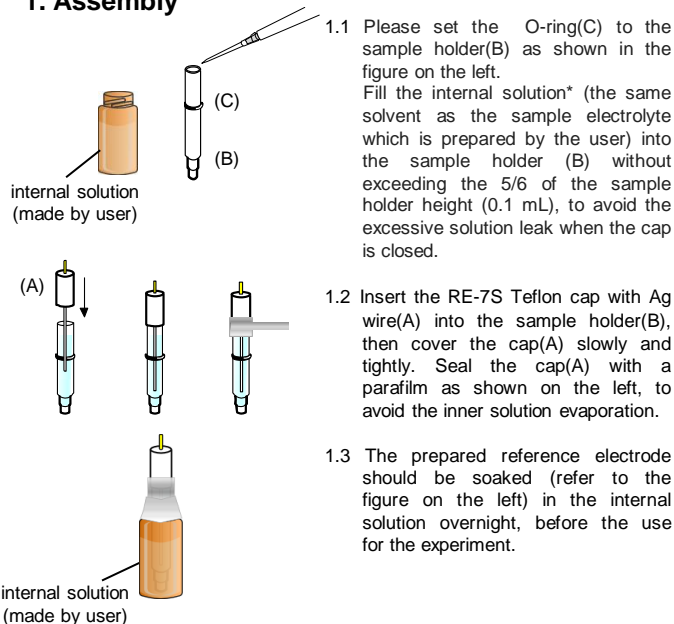 1. Assembly
(C)
(B)
internal solution
(made by user)
1.1 Please set the O-ring(C) to the
sample holder(B) as shown in the
figure on the left.
Fill the internal solution* (the same
solvent as the sample electrolyte
which is prepared by the user) into
the sample holder (B) without
exceeding the 5/6 of the sample
holder height (0.1 mL), to avoid the
excessive solution leak when the cap
is closed.
(A)
1.2 Insert the RE-7S Teflon cap with Ag
wire(A) into the sample holder(B),
then cover the cap(A) slowly and
tightly. Seal the cap(A) with a
parafilm as shown on the left, to
avoid the inner solution evaporation.
1.3 The prepared reference electrode
should be soaked (refer to the
figure on the left) in the internal
solution overnight, before the use
for the experiment.
internal solution
(made by user)